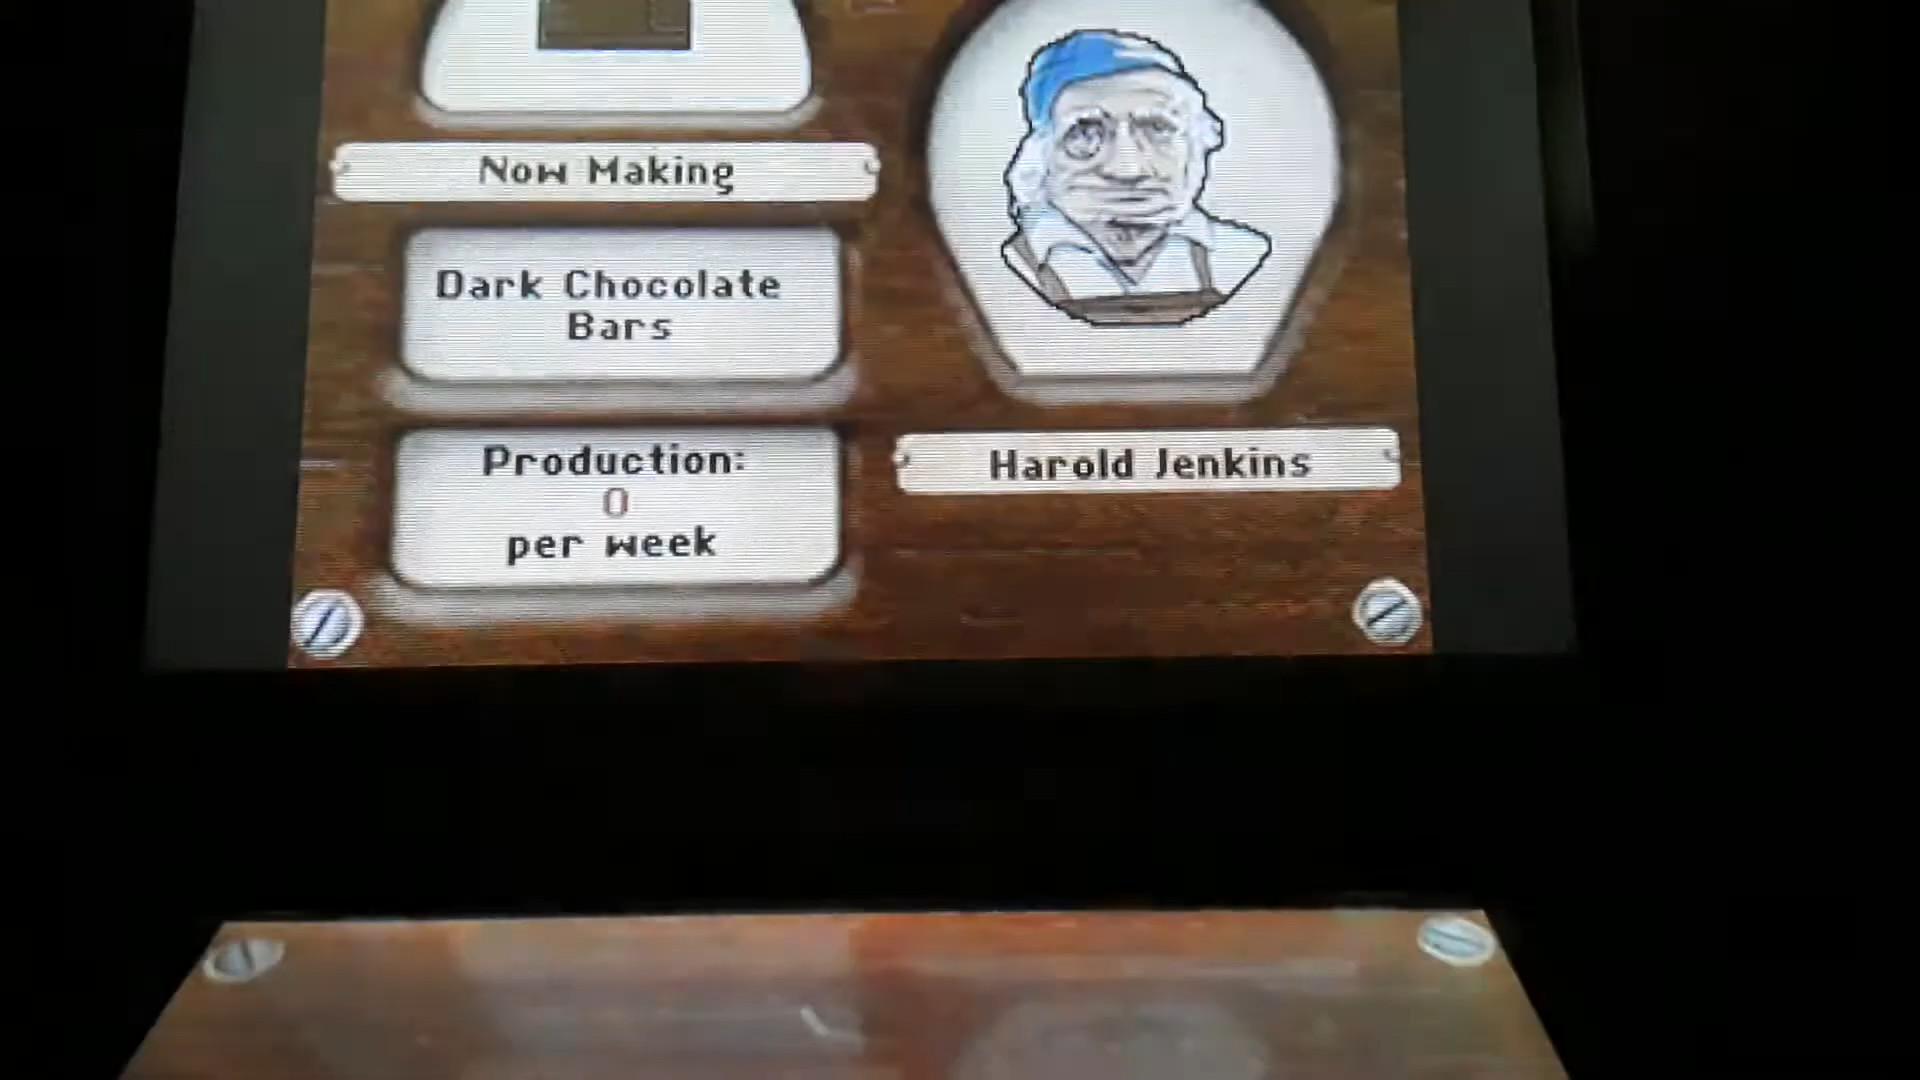 Now Making
Dark Chocolate
Bars
Production:
0
per week
Harold Jenkins